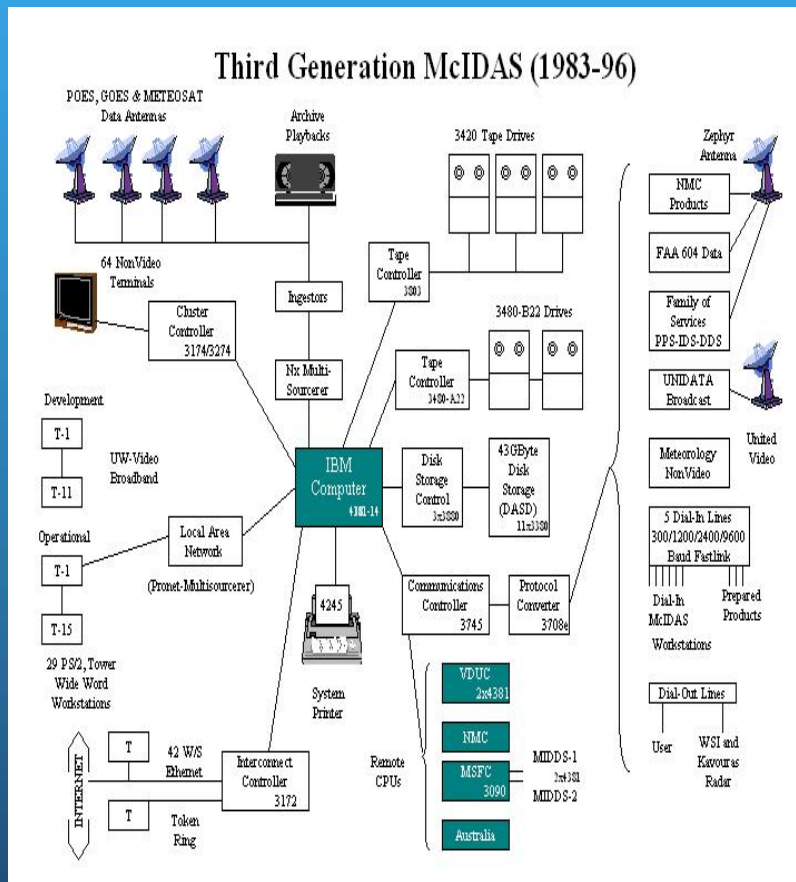 Third Generation McIDAS (1983-96)
POES, GOES & METEOSAT
Data Antennas
Archive
Playbacks
3420 Tape Drives
Zephyr
Antenna
NMC
Products
FAA 604 Data
Family of
Services
PPS-IDS-DDS
UNIDATA
Broadcast
United
Video
Meteorology
NonVideo
5 Dial-In Lines
300/1200/2400/9600
Baud Fastlink
Dial-In
McIDAS
Workstations
Prepared
Products
Dial-Out Lines
User
WSI and
Kavouras
Radar
64 NonVideo
Terminals
Cluster
Controller
3174/3274
Ingestors
Nx Multi-
Sourcerer
Tape
Controller
3803
3480-B22 Drives
Tape
Controller
3480-A22
Development
T-1
T-11
UW-Video
Broadband
IBM
Computer
4381-14
Disk
Storage
Control
3x3880
43GByte
Disk
Storage
(DASD)
11x3380
Operational
T-1
T-15
Local Area
Network
(Pronet-Multisourcerer)
29 PS/2, Tower
Wide Word
Workstations
4245
System
Printer
Communications
Controller
3745
Protocol
Converter
3708e
INTERNET
T
42 W/S
Ethernet
T
Token
Ring
Interconnect
Controller
3172
Remote
CPUs
VDUC
2x4381
NMC
MSFC
3090
MIDDS-1
2x4381
MIDDS-2
Australia